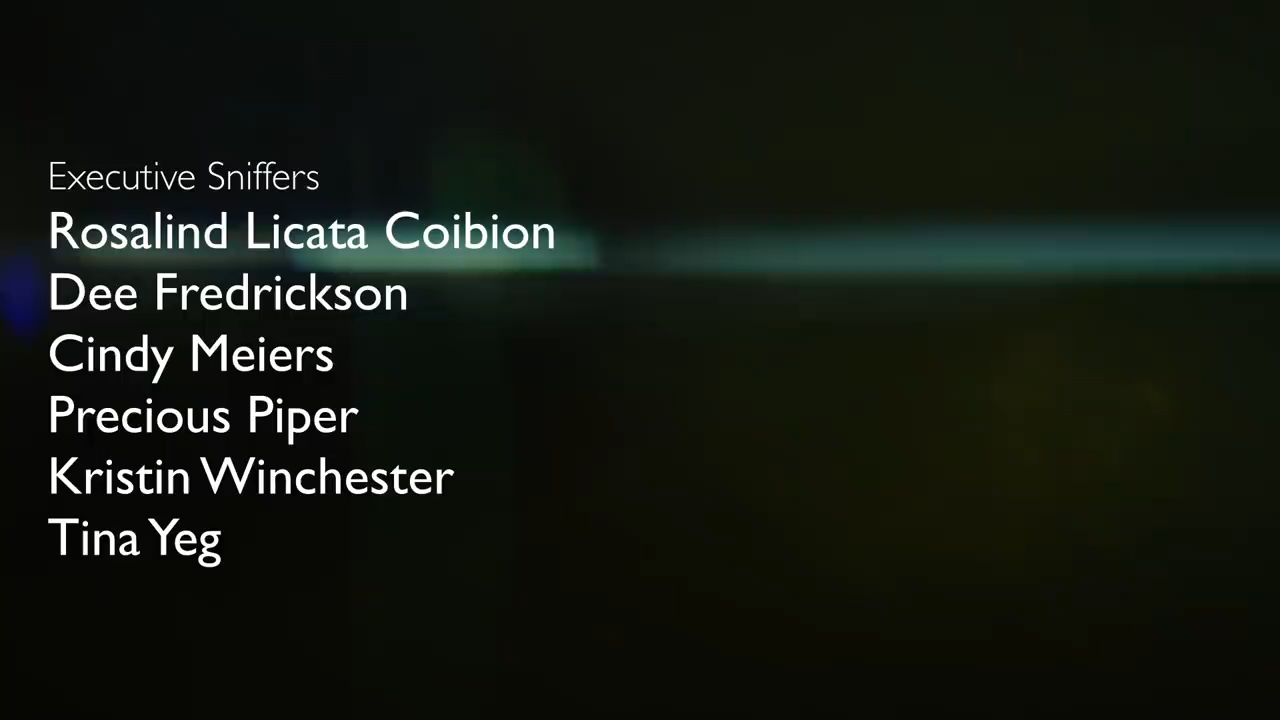 Executive Sniffers
Rosalind Licata Coibion
Dee Fredrickson
Cindy Meiers
Precious Piper
Kristin Winchester
Tina Yeg